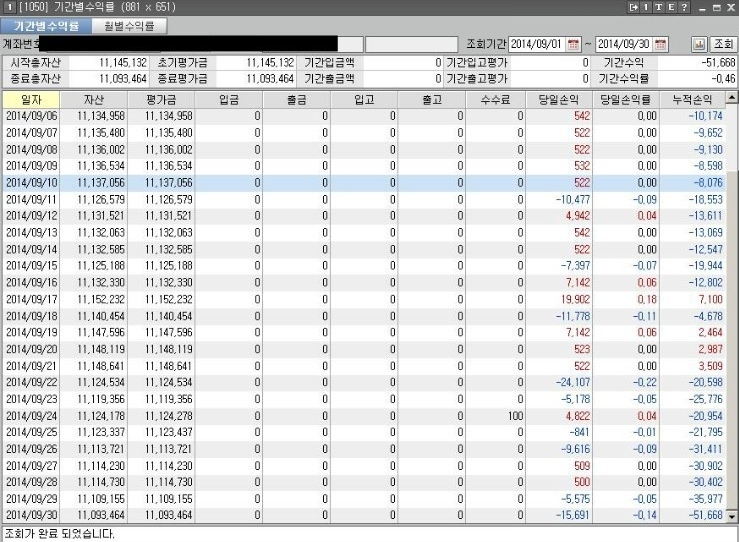 1 [1050] 기간별수익률 (881 x 651) 1 T E ?
기간별수익률 월별수익률
계좌번호 조회기간 2014/09/01 ~ 2014/09/30 조회
시작총자산 11,145,132 초기평가금 11,145,132 기간입금액 0 기간입고평가 0 기간수익 -51,668
종료총자산 11,093,464 종료평가금 11,093,464 기간출금액 0 기간출고평가 0 기간수익률 -0,46
일자 자산 평가금 입금 출금 입고 출고 수수료 당일손익 당일손익률 누적손익
2014/09/06 11,134,958 11,134,958 0 0 0 0 0 542 0,00 -10,174
2014/09/07 11,135,480 11,135,480 0 0 0 0 0 522 0,00 -9,652
2014/09/08 11,136,002 11,136,002 0 0 0 0 0 522 0,00 -9,130
2014/09/09 11,136,534 11,136,534 0 0 0 0 0 532 0,00 -8,598
2014/09/10 11,137,056 11,137,056 0 0 0 0 0 522 0,00 -8,076
2014/09/11 11,126,579 11,126,579 0 0 0 0 0 -10,477 -0,09 -18,553
2014/09/12 11,131,521 11,131,521 0 0 0 0 0 4,942 0,04 -13,611
2014/09/13 11,132,063 11,132,063 0 0 0 0 0 542 0,00 -13,069
2014/09/14 11,132,585 11,132,585 0 0 0 0 0 522 0,00 -12,547
2014/09/15 11,125,188 11,125,188 0 0 0 0 0 -7,397 -0,07 -19,944
2014/09/16 11,132,330 11,132,330 0 0 0 0 0 7,142 0,06 -12,802
2014/09/17 11,152,232 11,152,232 0 0 0 0 0 19,902 0,18 7,100
2014/09/18 11,140,454 11,140,454 0 0 0 0 0 -11,778 -0,11 -4,678
2014/09/19 11,147,596 11,147,596 0 0 0 0 0 7,142 0,06 2,464
2014/09/20 11,148,119 11,148,119 0 0 0 0 0 523 0,00 2,987
2014/09/21 11,148,641 11,148,641 0 0 0 0 0 522 0,00 3,509
2014/09/22 11,124,534 11,124,534 0 0 0 0 0 -24,107 -0,22 -20,598
2014/09/23 11,119,356 11,119,356 0 0 0 0 0 -5,178 -0,05 -25,776
2014/09/24 11,124,178 11,124,278 0 0 0 0 100 4,822 0,04 -20,954
2014/09/25 11,123,337 11,123,437 0 0 0 0 0 -841 -0,01 -21,795
2014/09/26 11,113,721 11,113,721 0 0 0 0 0 -9,616 -0,09 -31,411
2014/09/27 11,114,230 11,114,230 0 0 0 0 0 509 0,00 -30,902
2014/09/28 11,114,730 11,114,730 0 0 0 0 0 500 0,00 -30,402
2014/09/29 11,109,155 11,109,155 0 0 0 0 0 -5,575 -0,05 -35,977
2014/09/30 11,093,464 11,093,464 0 0 0 0 0 -15,691 -0,14 -51,668
조회가 완료 되었습니다.